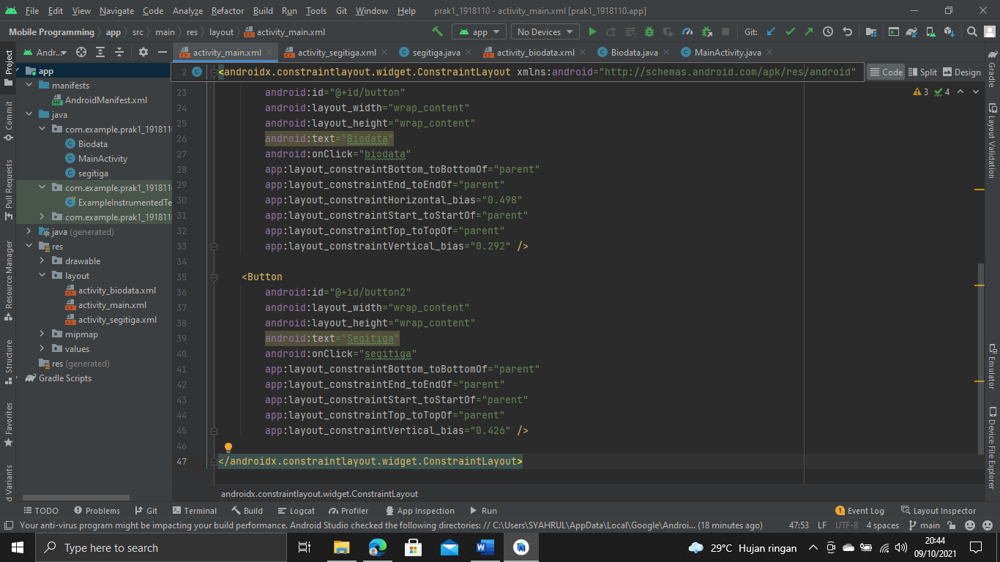 File Edit View Navigate Code Analyze Refactor Build Run Tools Git Window Help prak1_1918110 - activity_main.xml [prak1_1918110.app]
Mobile Programming app src main res layout activity_main.xml app No Devices Git:
Andr... activity_main.xml activity_segitiga.xml segitiga.java activity_biodata.xml Biodata.java MainActivity.java
app
manifests
AndroidManifest.xml
java
com.example.prak1_191811
Biodata
MainActivity
segitiga
com.example.prak1_191811
ExampleInstrumentedTe
com.example.prak1_191811
java (generated)
res
drawable
layout
activity_biodata.xml
activity_main.xml
activity_segitiga.xml
mipmap
values
res (generated)
Gradle Scripts
2 <androidx.constraintlayout.widget.ConstraintLayout xmlns:android="http://schemas.android.com/apk/res/android"
Code Split Design
3 4
23 android:id="@+id/button"
24 android:layout_width="wrap_content"
25 android:layout_height="wrap_content"
26 android:text="Biodata"
27 android:onClick="biodata"
28 app:layout_constraintBottom_toBottomOf="parent"
29 app:layout_constraintEnd_toEndOf="parent"
30 app:layout_constraintHorizontal_bias="0.498"
31 app:layout_constraintStart_toStartOf="parent"
32 app:layout_constraintTop_toTopOf="parent"
33 app:layout_constraintVertical_bias="0.292" />
34
35 <Button
36 android:id="@+id/button2"
37 android:layout_width="wrap_content"
38 android:layout_height="wrap_content"
39 android:text="Segitiga"
40 android:onClick="segitiga"
41 app:layout_constraintBottom_toBottomOf="parent"
42 app:layout_constraintEnd_toEndOf="parent"
43 app:layout_constraintStart_toStartOf="parent"
44 app:layout_constraintTop_toTopOf="parent"
45 app:layout_constraintVertical_bias="0.426" />
46
47 </androidx.constraintlayout.widget.ConstraintLayout>
androidx.constraintlayout.widget.ConstraintLayout
Project
Commit
Pull Requests
Resource Manager
Structure
Favorites
d Variants
Gradle
Layout Validation
Emulator
Device File Explorer
TODO Problems Git Terminal Build Logcat Profiler App Inspection Run 1 Event Log Layout Inspector
Your anti-virus program might be impacting your build performance. Android Studio checked the following directories: // C:\Users\SYAHRUL\AppData\Local\Google\Androi... (18 minutes ago) 47:53 LF UTF-8 4 spaces main
Type here to search 29°C Hujan ringan 20:44
09/10/2021